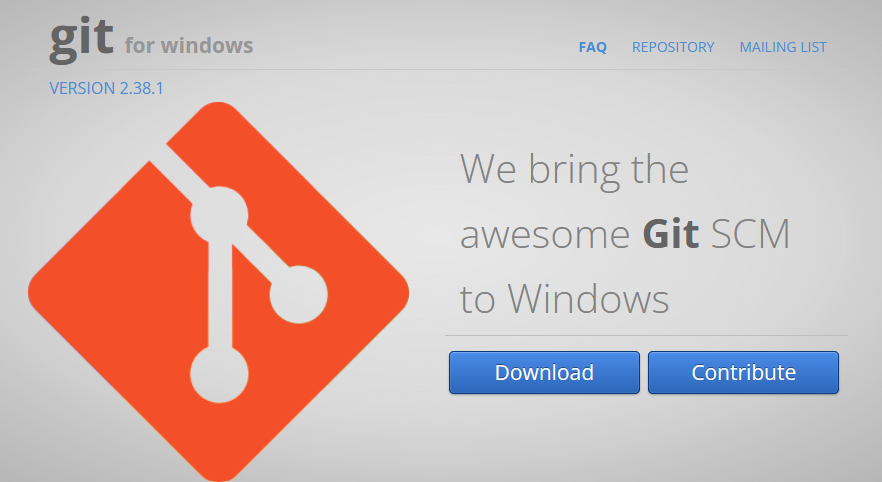 git for windows
FAQ REPOSITORY MAILING LIST
VERSION 2.38.1
We bring the
awesome Git SCM
to Windows
Download Contribute